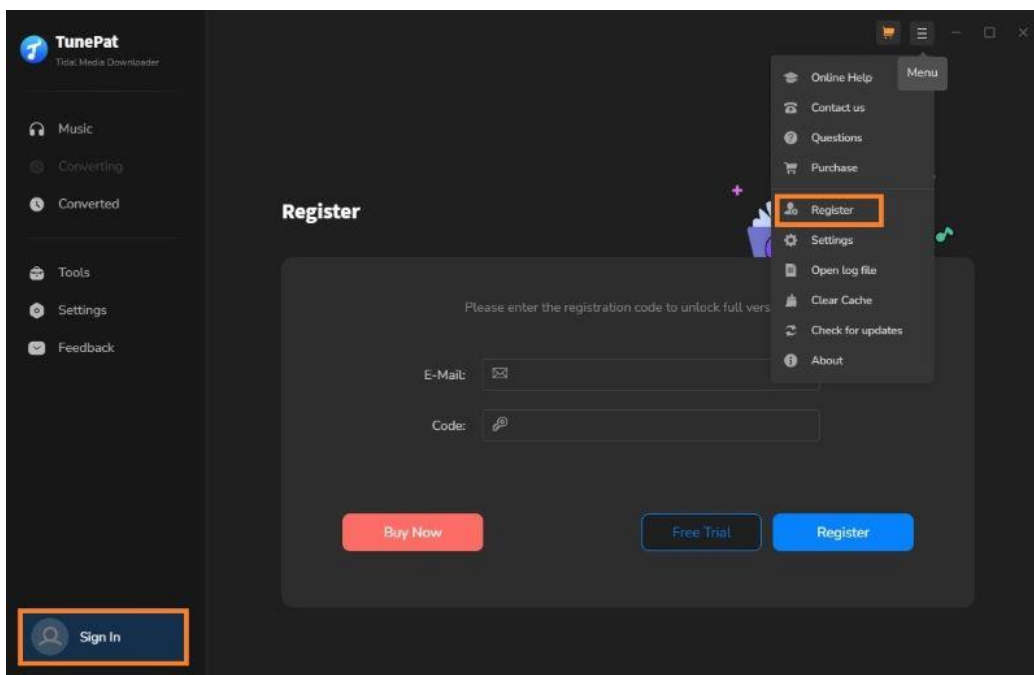 TunePat
Tidal Media Downloader
Music
Converting
Converted
Tools
Settings
Feedback
Sign In
Menu
Online Help
Contact us
Questions
Purchase
Register
Settings
Open log file
Clear Cache
Check for updates
About
Register
Please enter the registration code to unlock full vers
E-Mail:
Code:
Buy Now
Free Trial
Register